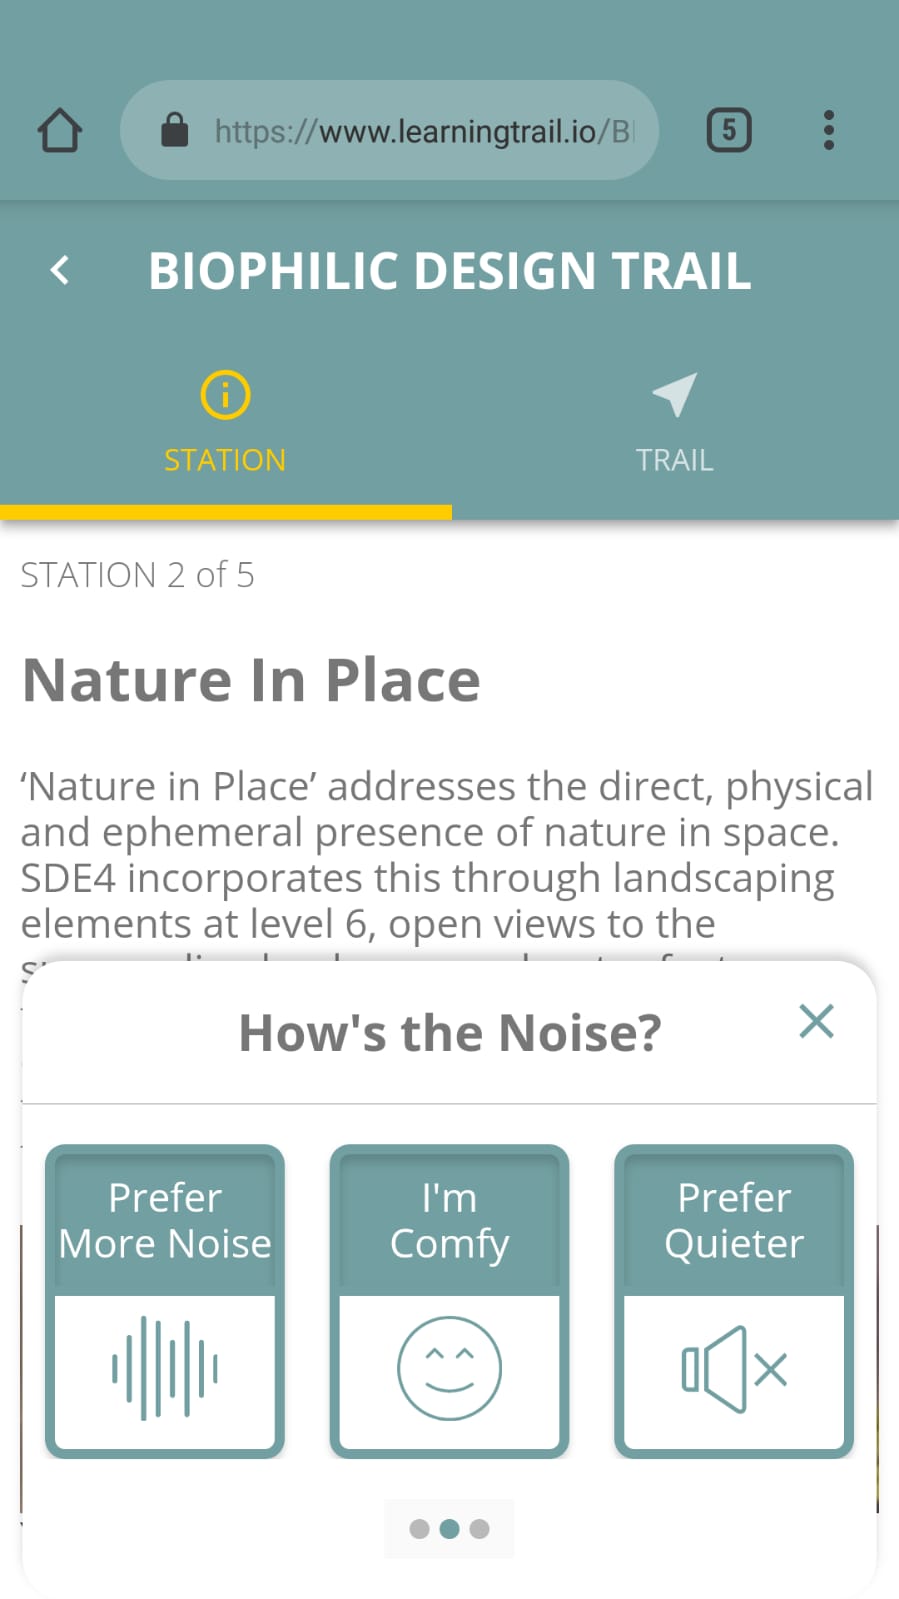 https://www.learningtrail.io/B
5
BIOPHILIC DESIGN TRAIL
STATION
TRAIL
STATION 2 of 5
Nature In Place
‘Nature in Place’ addresses the direct, physical
and ephemeral presence of nature in space.
SDE4 incorporates this through landscaping
elements at level 6, open views to the
How's the Noise?
Prefer
More Noise
I'm
Comfy
Prefer
Quieter